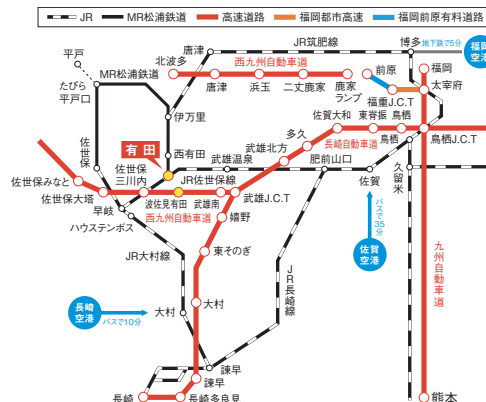 JR
MR松浦鉄道
高速道路
福岡都市高速
福岡前原有料道路
平戸
たびら
平戸口
MR松浦鉄道
唐津
JR筑肥線
博多
地下鉄で5分
福岡
空港
北波多
西九州自動車道
唐津
浜玉
二丈鹿家
鹿家
ランプ
前原
福岡
太宰府
福重J.C.T
伊万里
佐世保
有田
西有田
多久
佐賀大和
東脊振
鳥栖
長崎自動車道
鳥栖
鳥栖J.C.T
武雄北方
武雄温泉
肥前山口
佐世保
三川内
JR佐世保線
佐賀
久留米
佐世保みなと
佐世保大塔
波佐見有田
武雄南
武雄J.C.T
早岐
西九州自動車道
嬉野
ハウステンボス
バスで35分
佐賀
空港
九州自動車道
JR大村線
東そのぎ
JR長崎線
長崎
空港
バスで10分
大村
大村
諫早
諫早
長崎
長崎多良見
熊本